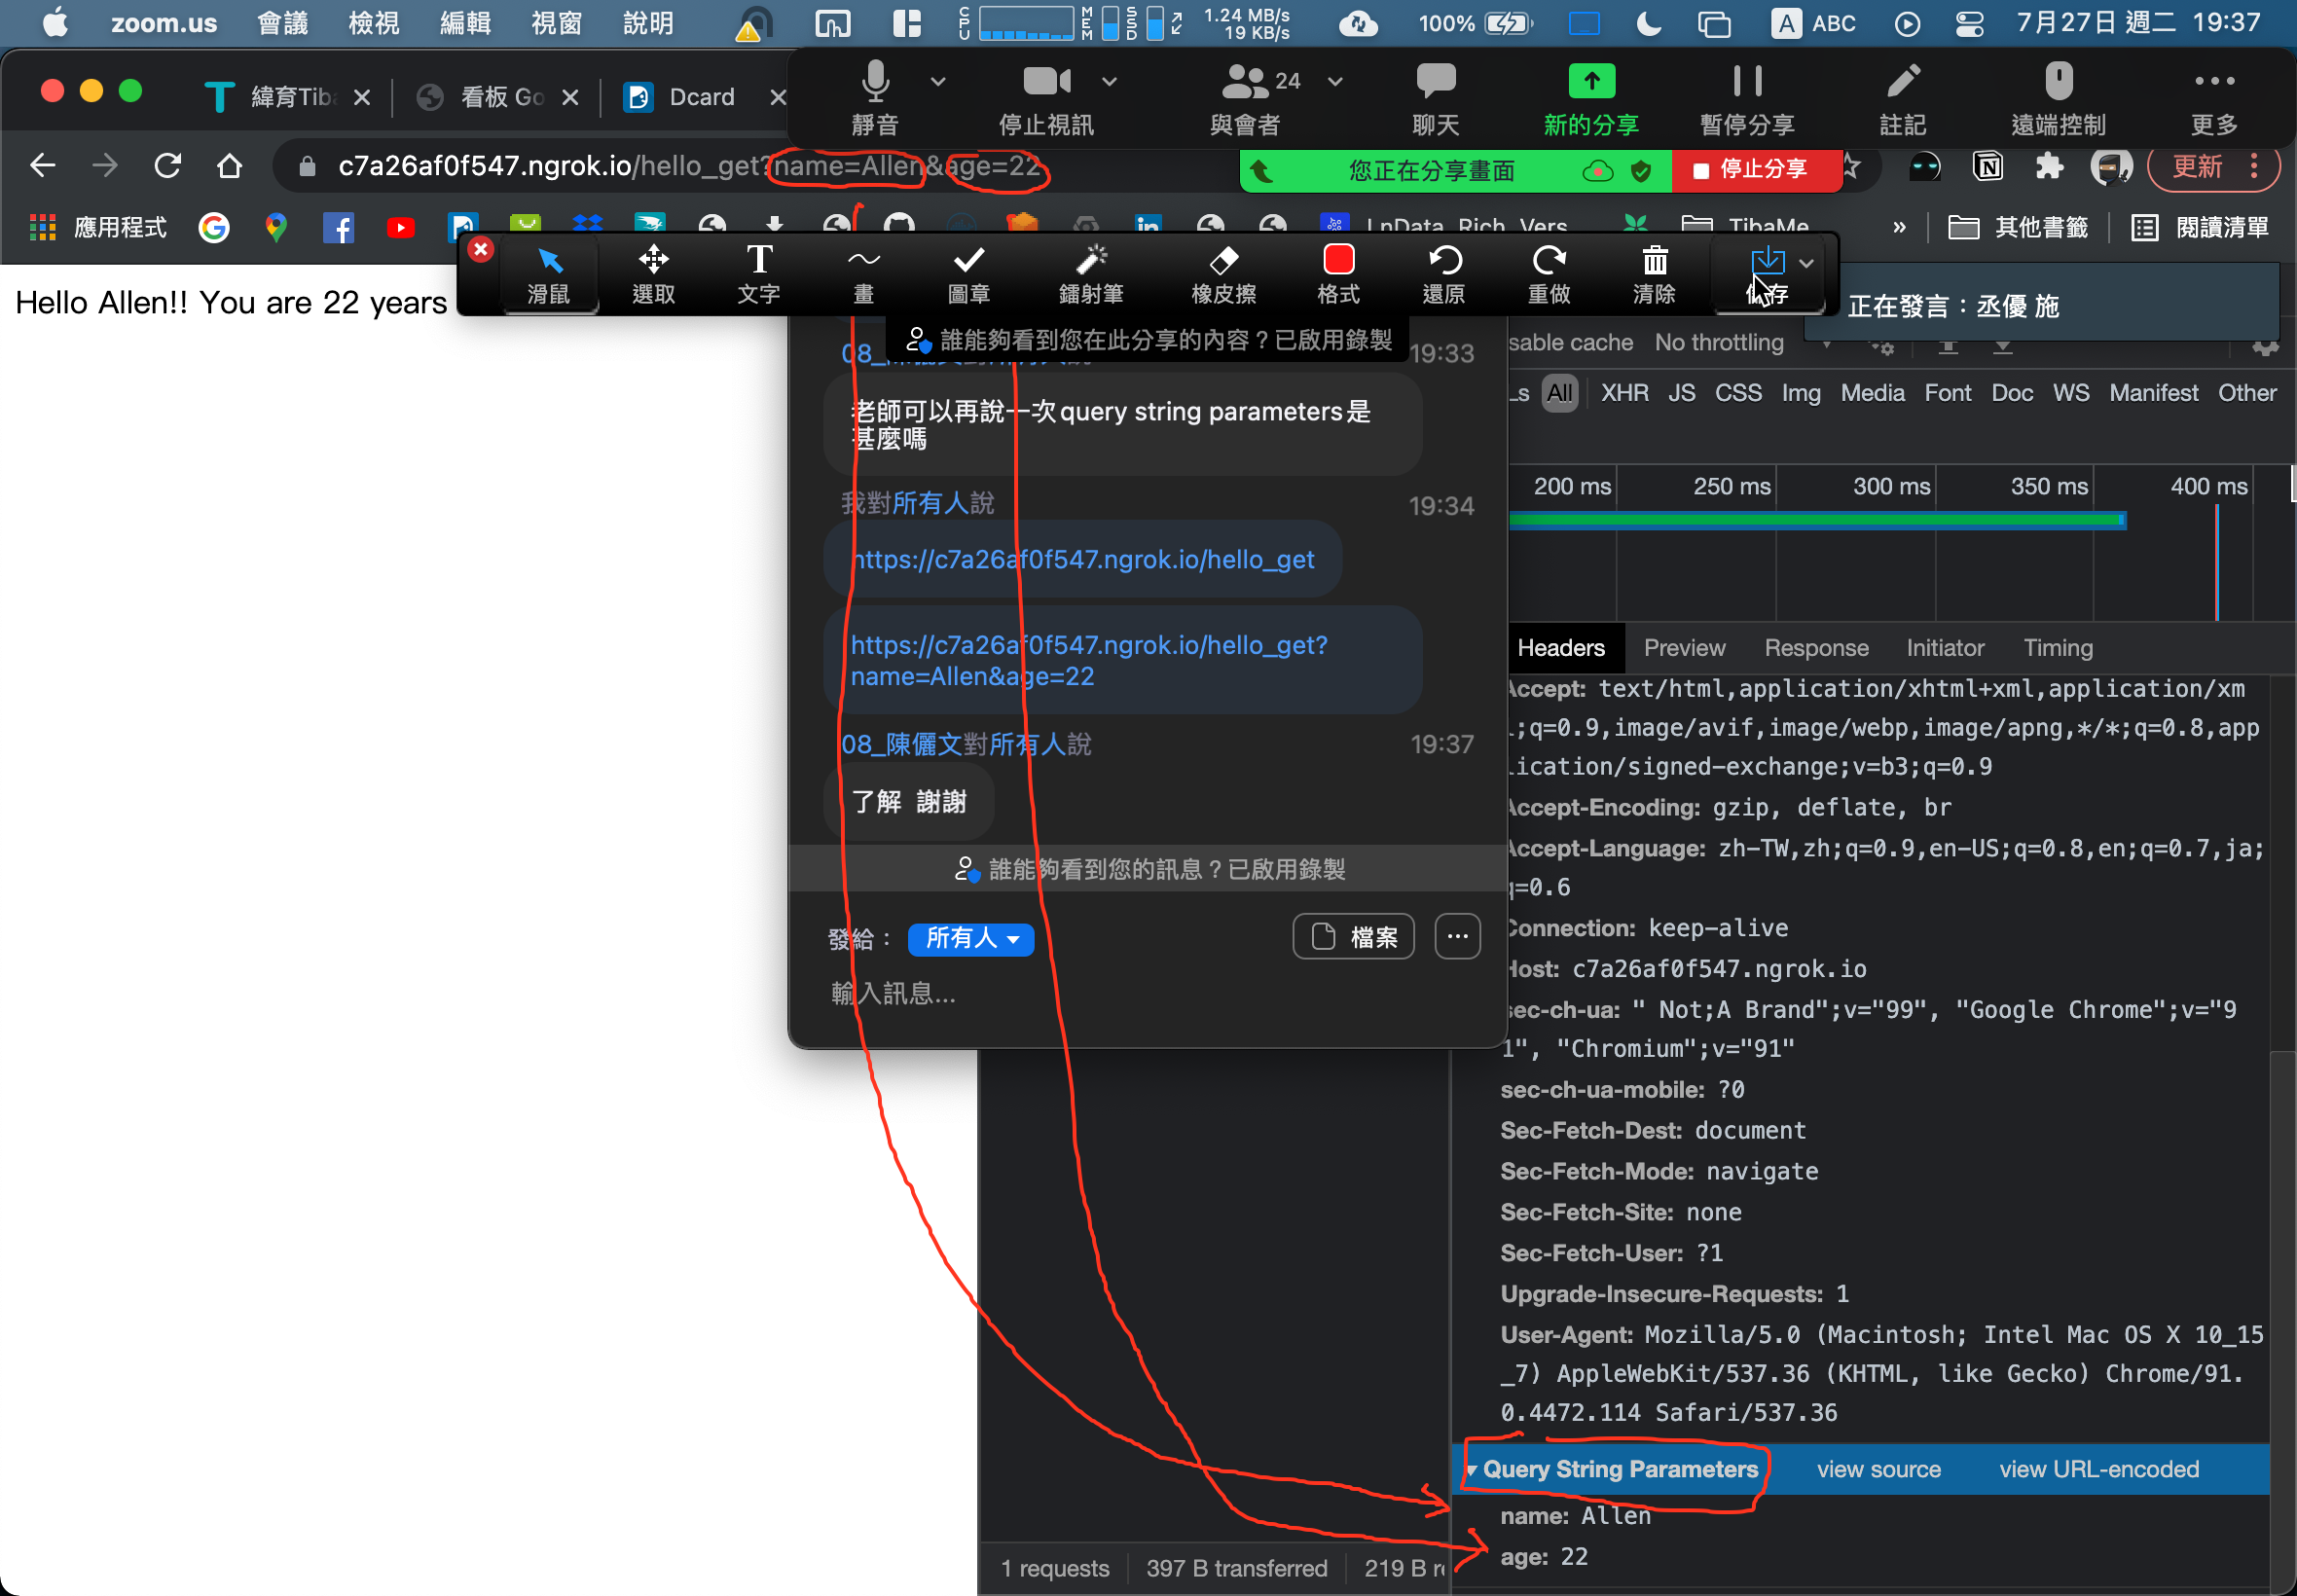 zoom.us 會議 檢視 編輯 視窗 說明
CPU MEM SSD 1.24 MB/s 19 KB/s 100% A ABC 7月27日 週二 19:37
緯育Tiba 看板 Go Dcard
靜音 停止視訊 24 與會者 聊天 新的分享 暫停分享 註記 遠端控制 更多
c7a26af0f547.ngrok.io/hello_get?name=Allen&age=22
您正在分享畫面 停止分享 更新
應用程式 LnData Rich Vers TibaMe » 其他書籤 閱讀清單
滑鼠 選取 文字 畫 圖章 鐳射筆 橡皮擦 格式 還原 重做 清除 儲存
正在發言：丞優 施
Hello Allen!! You are 22 years
誰能夠看到您在此分享的內容？已啟用錄製
19:33
老師可以再說一次query string parameters是
甚麼嗎
我對所有人說 19:34
https://c7a26af0f547.ngrok.io/hello_get
https://c7a26af0f547.ngrok.io/hello_get?
name=Allen&age=22
08_陳儷文對所有人說 19:37
了解 謝謝
誰能夠看到您的訊息？已啟用錄製
發給： 所有人 檔案 ...
輸入訊息...
sable cache No throttling
All XHR JS CSS Img Media Font Doc WS Manifest Other
200 ms 250 ms 300 ms 350 ms 400 ms
Headers Preview Response Initiator Timing
Accept: text/html,application/xhtml+xml,application/xm
l;q=0.9,image/avif,image/webp,image/apng,*/*;q=0.8,app
lication/signed-exchange;v=b3;q=0.9
Accept-Encoding: gzip, deflate, br
Accept-Language: zh-TW,zh;q=0.9,en-US;q=0.8,en;q=0.7,ja;
q=0.6
Connection: keep-alive
Host: c7a26af0f547.ngrok.io
sec-ch-ua: " Not;A Brand";v="99", "Google Chrome";v="9
1", "Chromium";v="91"
sec-ch-ua-mobile: ?0
Sec-Fetch-Dest: document
Sec-Fetch-Mode: navigate
Sec-Fetch-Site: none
Sec-Fetch-User: ?1
Upgrade-Insecure-Requests: 1
User-Agent: Mozilla/5.0 (Macintosh; Intel Mac OS X 10_15
_7) AppleWebKit/537.36 (KHTML, like Gecko) Chrome/91.
0.4472.114 Safari/537.36
Query String Parameters view source view URL-encoded
name: Allen
age: 22
1 requests 397 B transferred 219 B